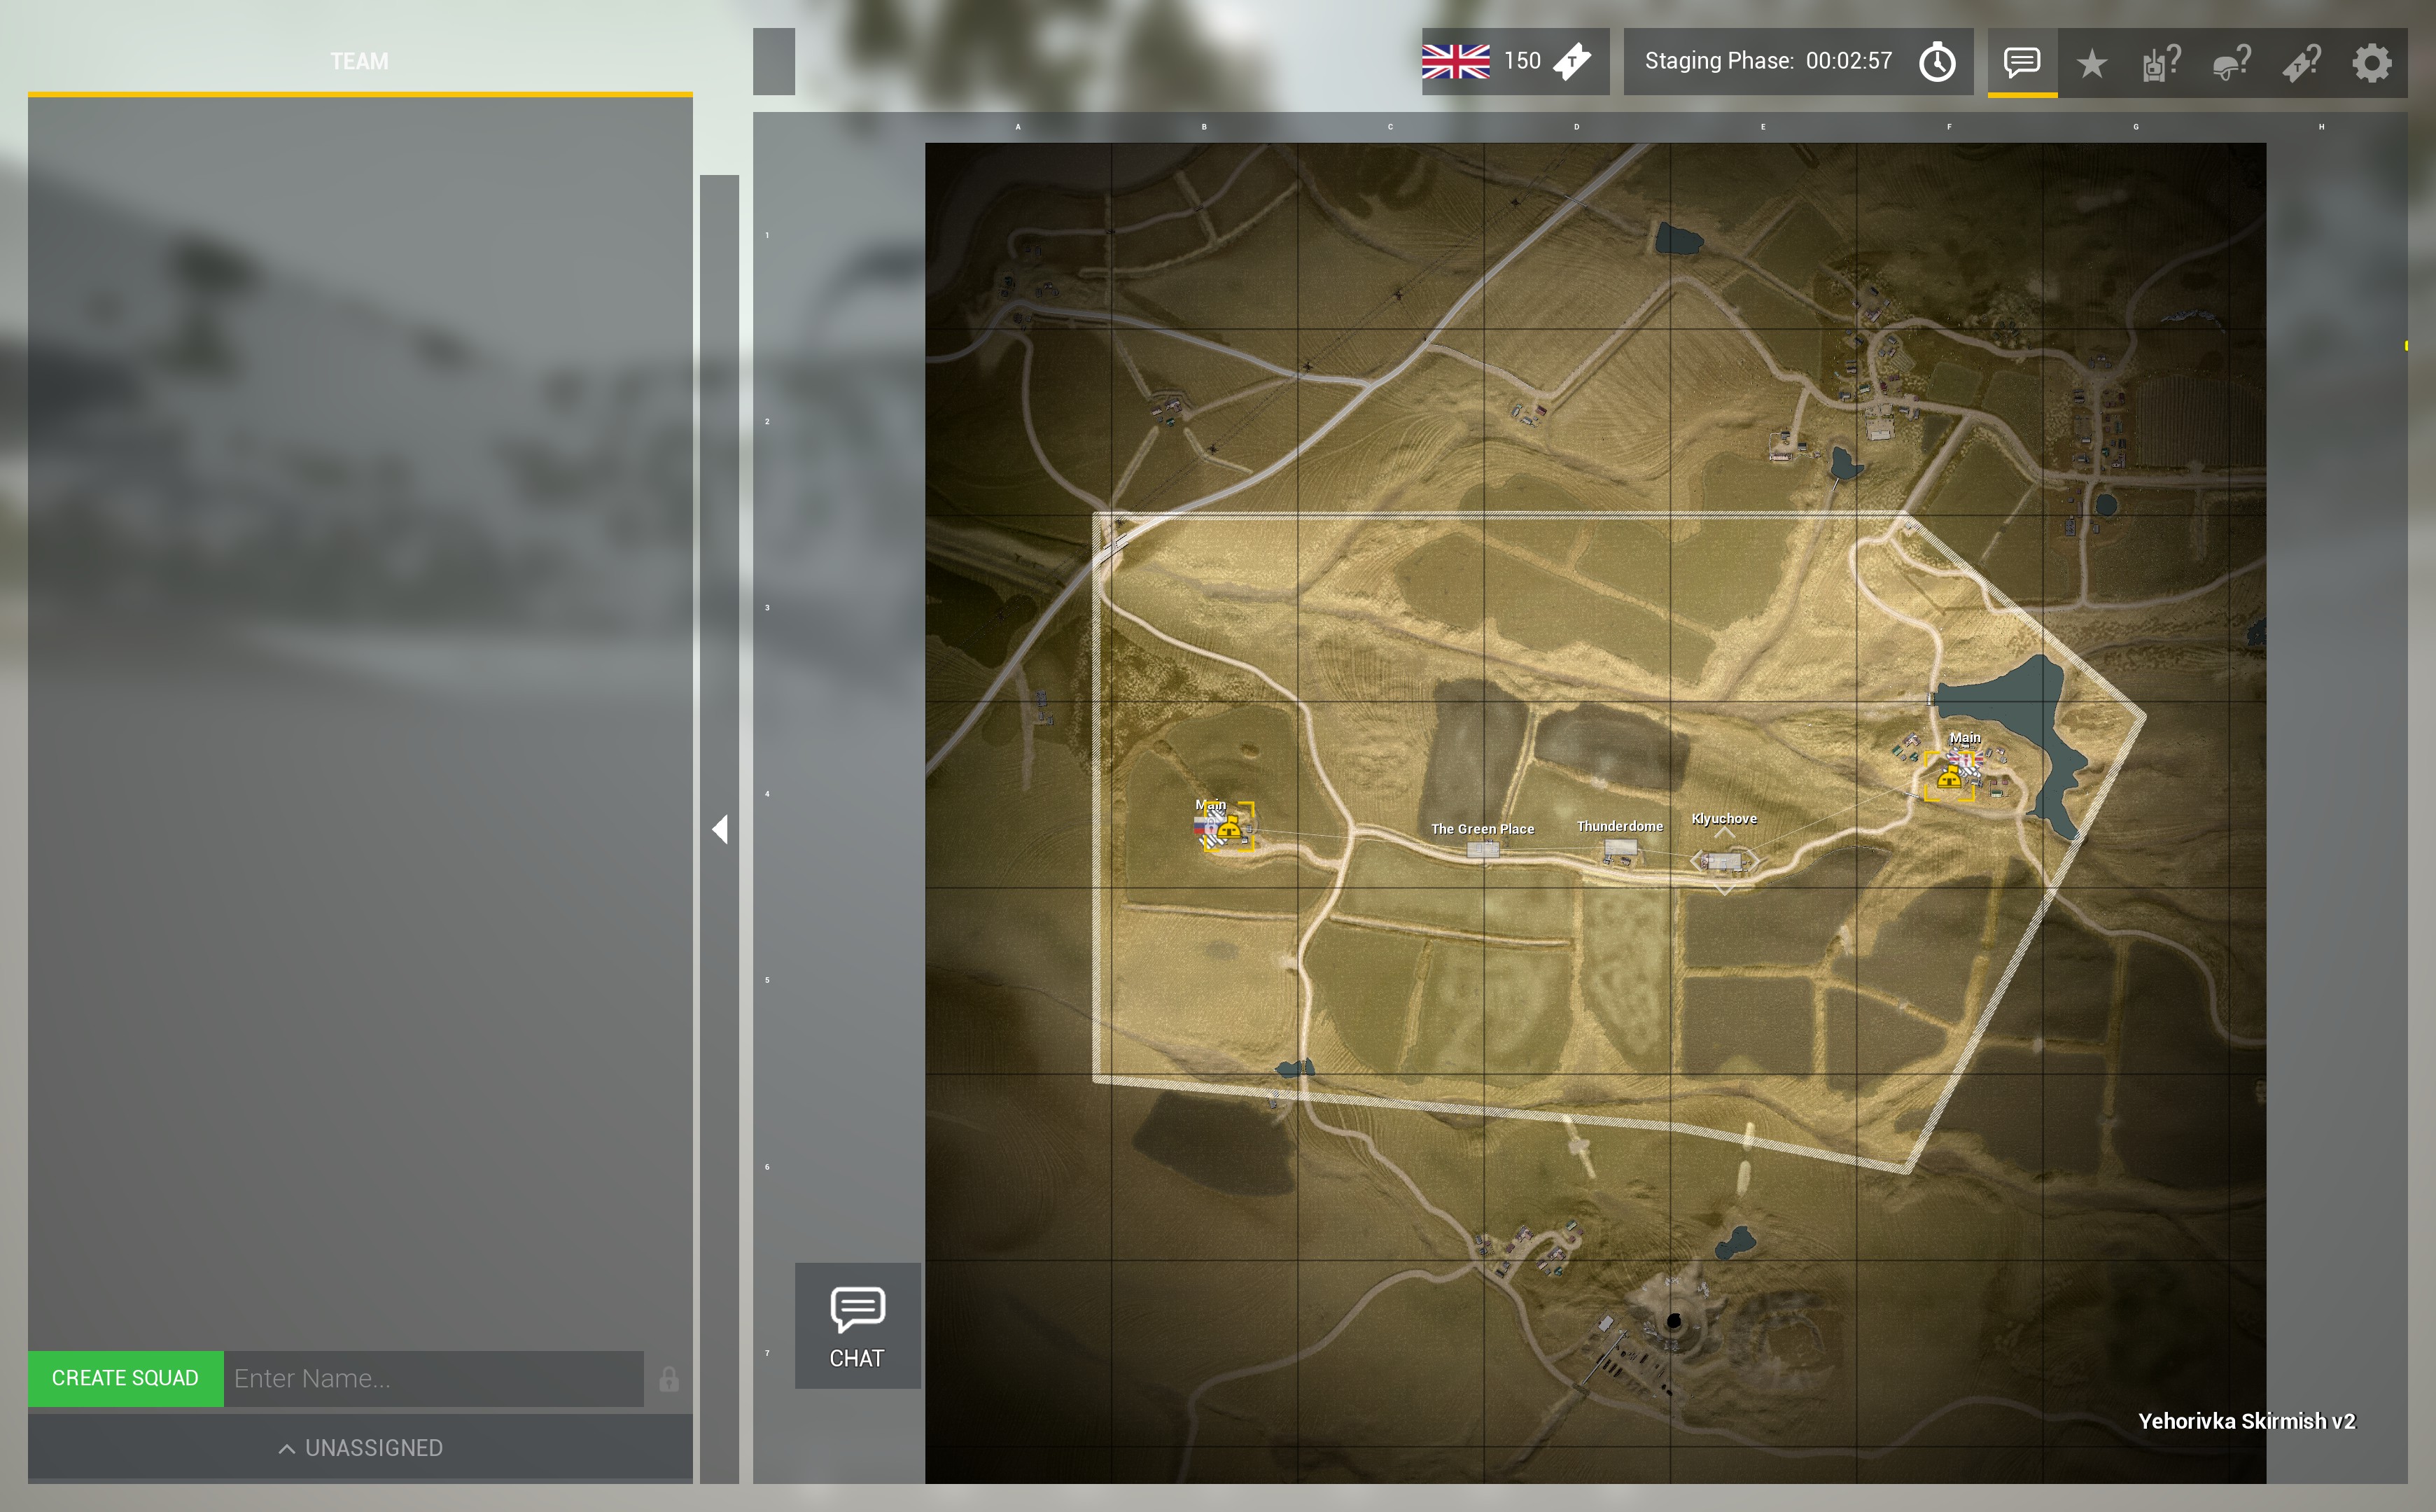 TEAM
150
T
Staging Phase: 00:02:57
? ? ?
A B C D E F G H
1
2
3
4
5
6
7
Main
Main
The Green Place
Thunderdome
Klyuchove
CHAT
CREATE SQUAD
Enter Name...
UNASSIGNED
Yehorivka Skirmish v2